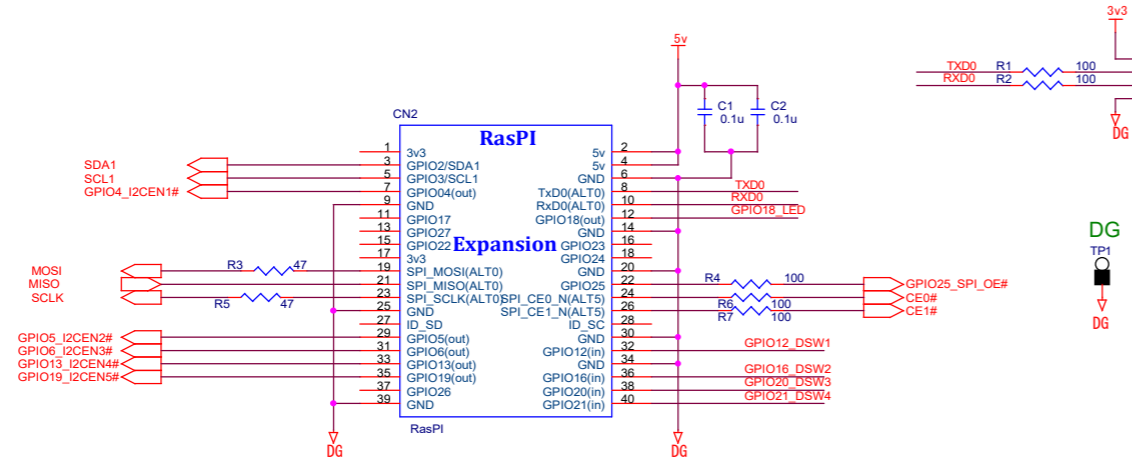 3v3
5v
TXD0 R1 100
RXD0 R2 100
C1
0.1u
C2
0.1u
DG
CN2
RasPI
Expansion
1 3v3
SDA1 3 GPIO2/SDA1
SCL1 5 GPIO3/SCL1
GPIO4_I2CEN1# 7 GPIO04(out)
9 GND
11 GPIO17
13 GPIO27
15 GPIO22
17 3v3
MOSI R3 47 19 SPI_MOSI(ALT0)
MISO 21 SPI_MISO(ALT0)
SCLK R5 47 23 SPI_SCLK(ALT0)
25 GND
27 ID_SD
GPIO5_I2CEN2# 29 GPIO5(out)
GPIO6_I2CEN3# 31 GPIO6(out)
GPIO13_I2CEN4# 33 GPIO13(out)
GPIO19_I2CEN5# 35 GPIO19(out)
37 GPIO26
39 GND
5v 2
5v 4
GND 6
TxD0(ALT0) 8 TXD0
RxD0(ALT0) 10 RXD0
GPIO18(out) 12 GPIO18_LED
GND 14
GPIO23 16
GPIO24 18
GND 20
GPIO25 22 R4 100 GPIO25_SPI_OE#
SPI_CE0_N(ALT5) 24 R6 100 CE0#
SPI_CE1_N(ALT5) 26 R7 100 CE1#
ID_SC 28
GND 30
GPIO12(in) 32 GPIO12_DSW1
GND 34
GPIO16(in) 36 GPIO16_DSW2
GPIO20(in) 38 GPIO20_DSW3
GPIO21(in) 40 GPIO21_DSW4
RasPI
DG
DG
DG
TP1
DG